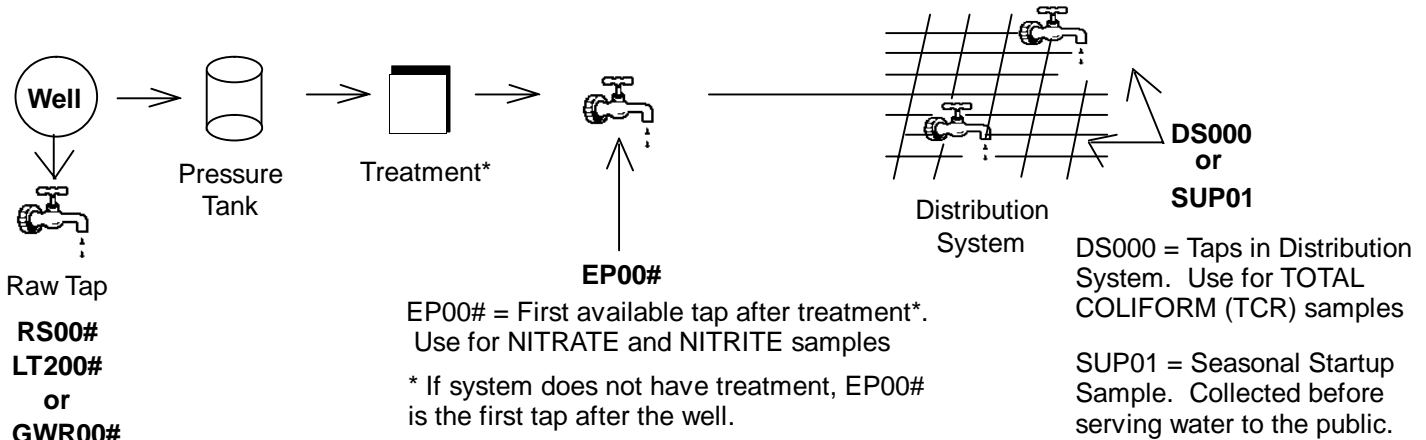 Well
Pressure
Tank
Treatment*
Raw Tap
RS00#
LT200#
or
GWR00#
EP00#
EP00# = First available tap after treatment*.
Use for NITRATE and NITRITE samples
* If system does not have treatment, EP00#
is the first tap after the well.
Distribution
System
DS000
or
SUP01
DS000 = Taps in Distribution
System. Use for TOTAL
COLIFORM (TCR) samples
SUP01 = Seasonal Startup
Sample. Collected before
serving water to the public.